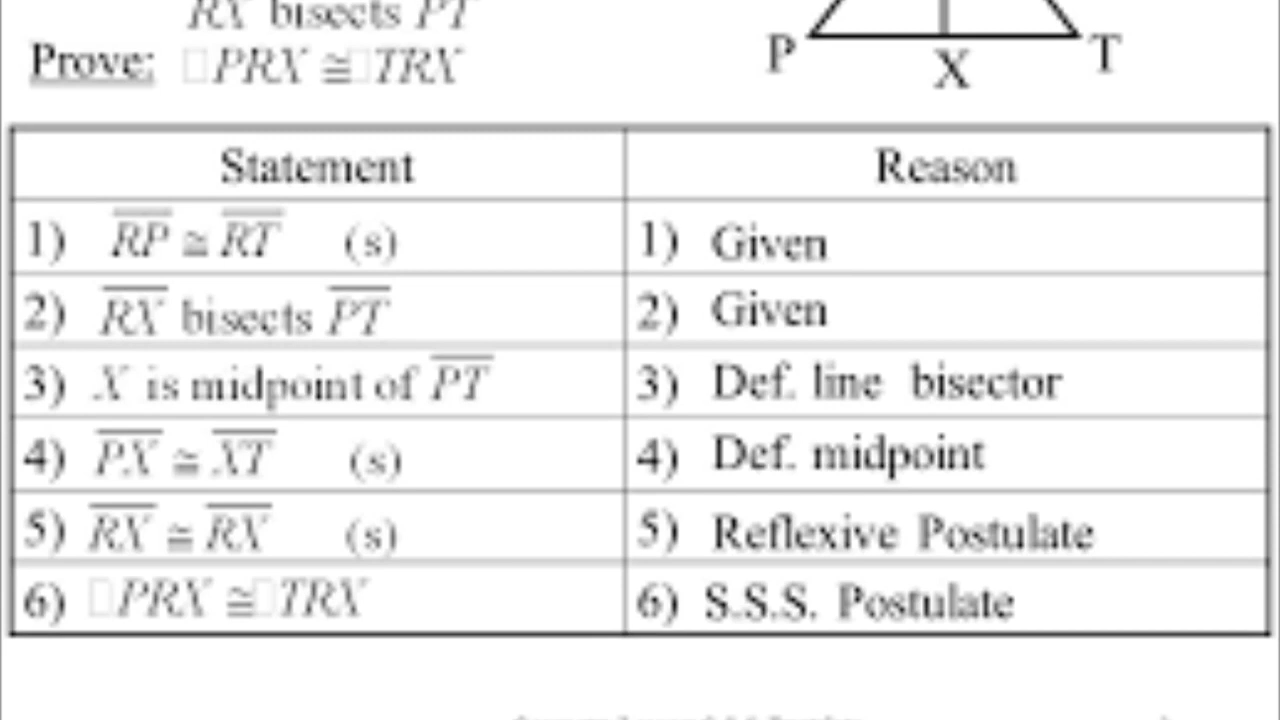 RX bisects PT
Prove: □PRX ≅ □TRX
P
X
T
Statement
Reason
1) RP ≅ RT (s)
1) Given
2) RX bisects PT
2) Given
3) X is midpoint of PT
3) Def. line bisector
4) PX ≅ XT (s)
4) Def. midpoint
5) RX ≅ RX (s)
5) Reflexive Postulate
6) □PRX ≅ □TRX
6) S.S.S. Postulate